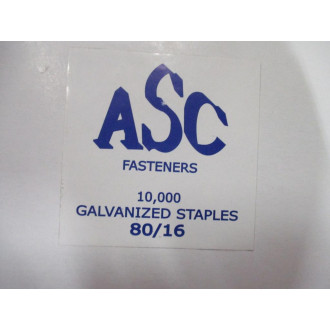 ASC
FASTENERS
10,000
GALVANIZED STAPLES
80/16